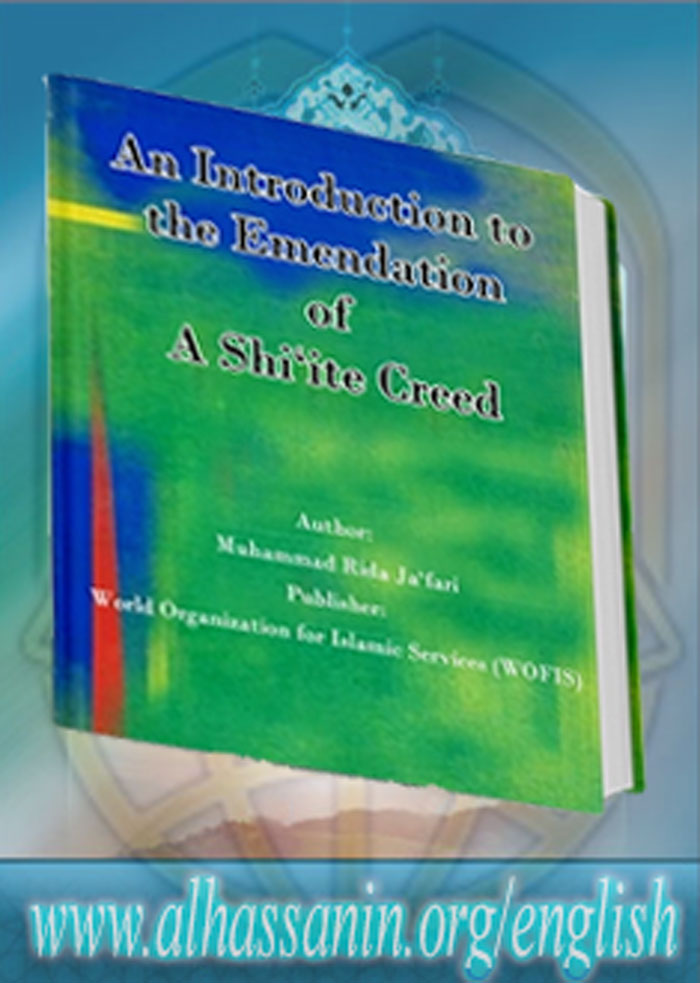 An Introduction to
the Emendation
of
A Shi‘ite Creed
Author:
Muhammad Rida Ja‘fari
Publisher:
World Organization for Islamic Services (WOFIS)
www.alhassanin.org/english